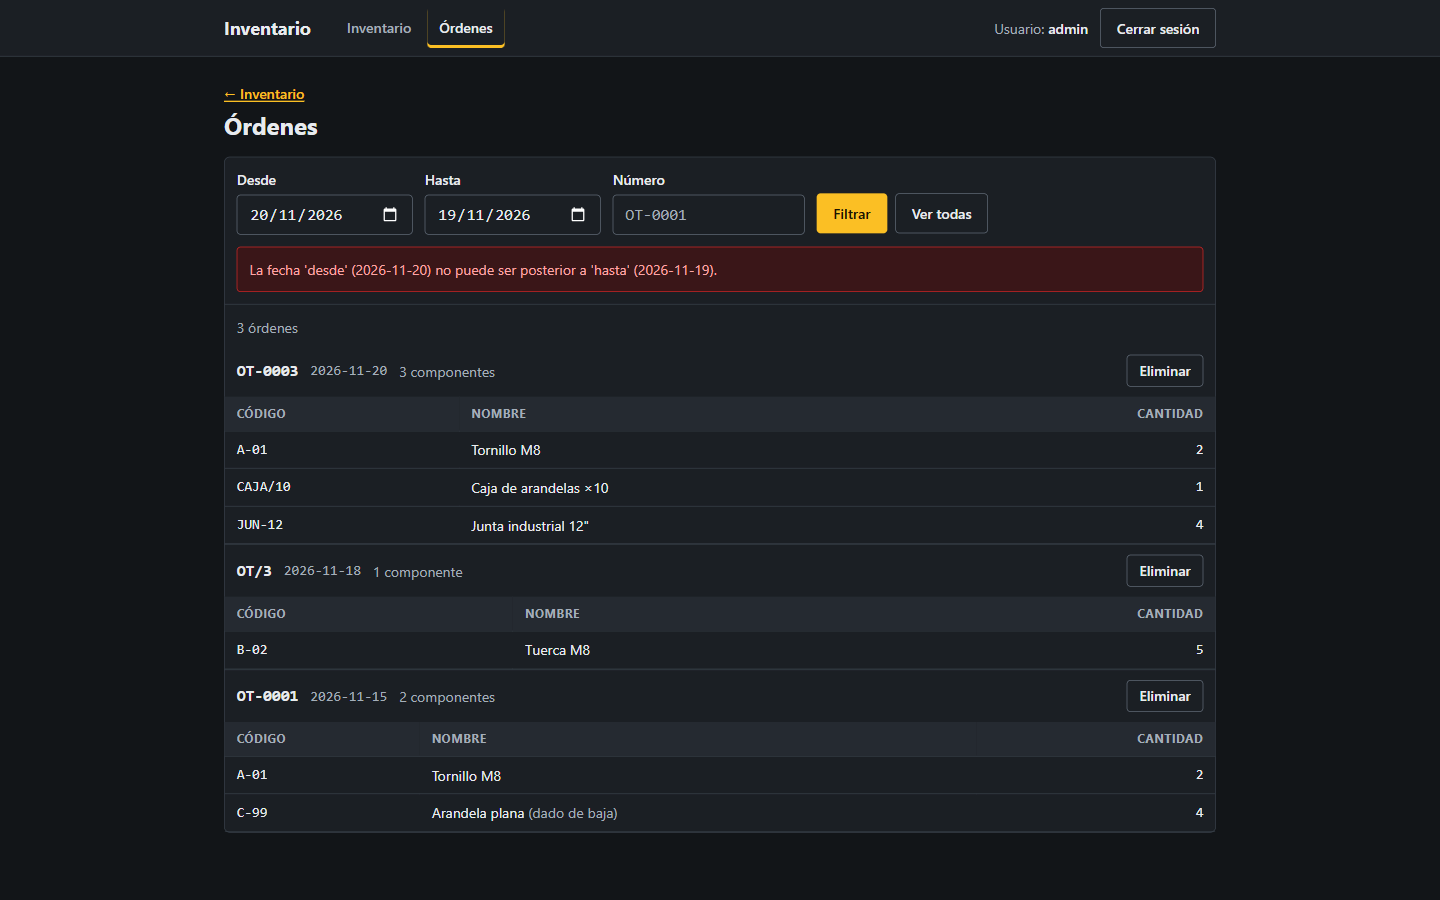 Inventario Inventario Órdenes Usuario: admin Cerrar sesión
← Inventario
Órdenes
Desde Hasta Número
20/11/2026 19/11/2026 OT-0001 Filtrar Ver todas
La fecha 'desde' (2026-11-20) no puede ser posterior a 'hasta' (2026-11-19).
3 órdenes
OT-0003 2026-11-20 3 componentes Eliminar
CÓDIGO NOMBRE CANTIDAD
A-01 Tornillo M8 2
CAJA/10 Caja de arandelas ×10 1
JUN-12 Junta industrial 12" 4
OT/3 2026-11-18 1 componente Eliminar
CÓDIGO NOMBRE CANTIDAD
B-02 Tuerca M8 5
OT-0001 2026-11-15 2 componentes Eliminar
CÓDIGO NOMBRE CANTIDAD
A-01 Tornillo M8 2
C-99 Arandela plana (dado de baja) 4